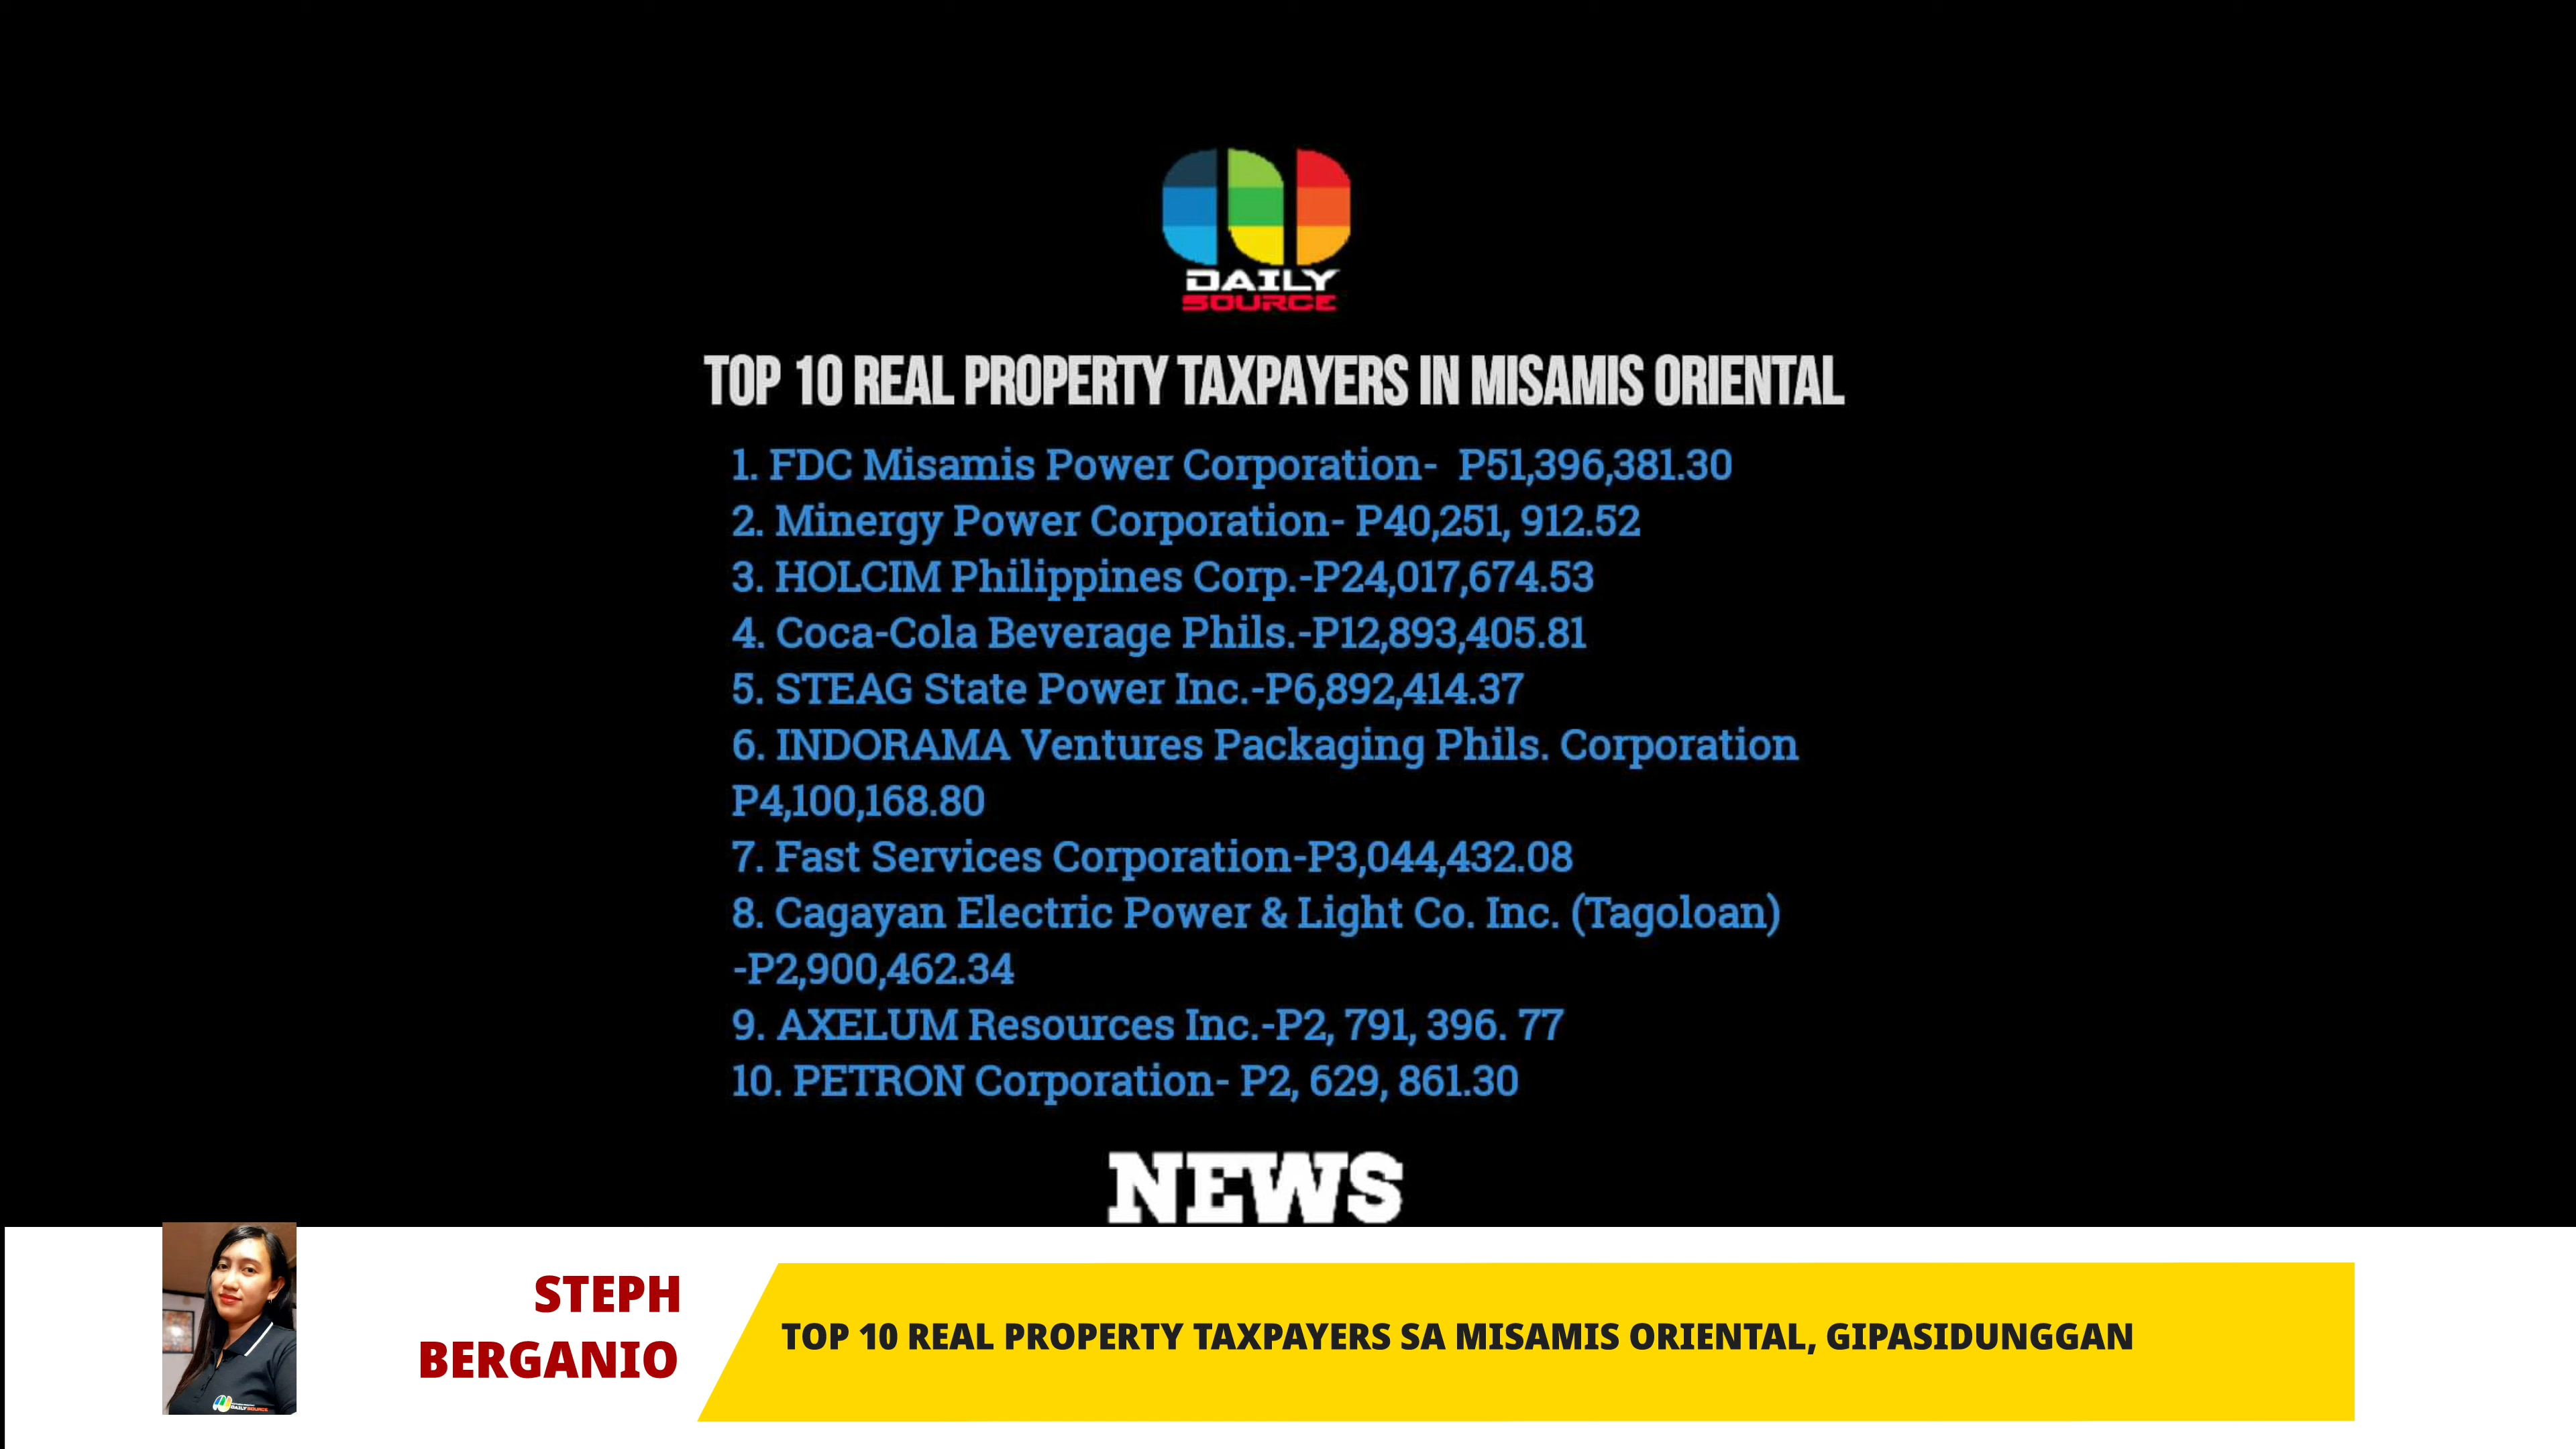 DAILY
SOURCE
TOP 10 REAL PROPERTY TAXPAYERS IN MISAMIS ORIENTAL
1. FDC Misamis Power Corporation-  P51,396,381.30
2. Minergy Power Corporation- P40,251, 912.52
3. HOLCIM Philippines Corp.-P24,017,674.53
4. Coca-Cola Beverage Phils.-P12,893,405.81
5. STEAG State Power Inc.-P6,892,414.37
6. INDORAMA Ventures Packaging Phils. Corporation
P4,100,168.80
7. Fast Services Corporation-P3,044,432.08
8. Cagayan Electric Power & Light Co. Inc. (Tagoloan)
-P2,900,462.34
9. AXELUM Resources Inc.-P2, 791, 396. 77
10. PETRON Corporation- P2, 629, 861.30
NEWS
STEPH
BERGANIO
TOP 10 REAL PROPERTY TAXPAYERS SA MISAMIS ORIENTAL, GIPASIDUNGGAN
DAILY SOURCE